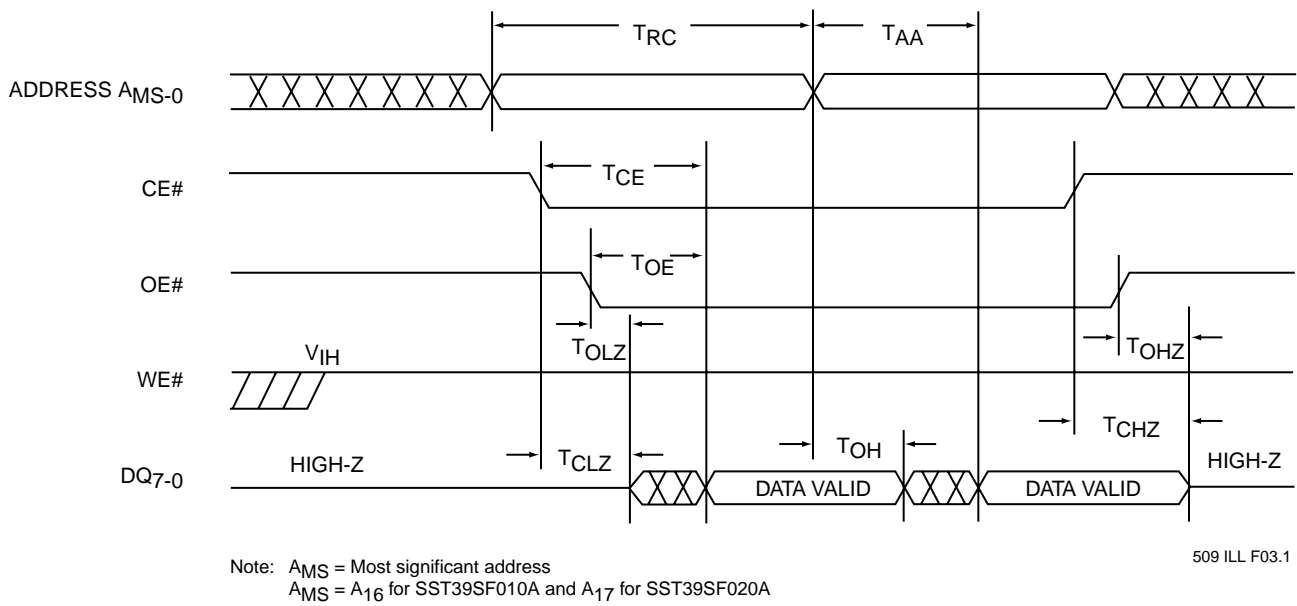 TRC
TAA
ADDRESS AMS-0
TCE
CE#
TOE
OE#
TOLZ
TOHZ
VIH
WE#
TCHZ
TCLZ
TOH
HIGH-Z
HIGH-Z
DQ7-0
DATA VALID
DATA VALID
509 ILL F03.1
Note: AMS = Most significant address
AMS = A16 for SST39SF010A and A17 for SST39SF020A